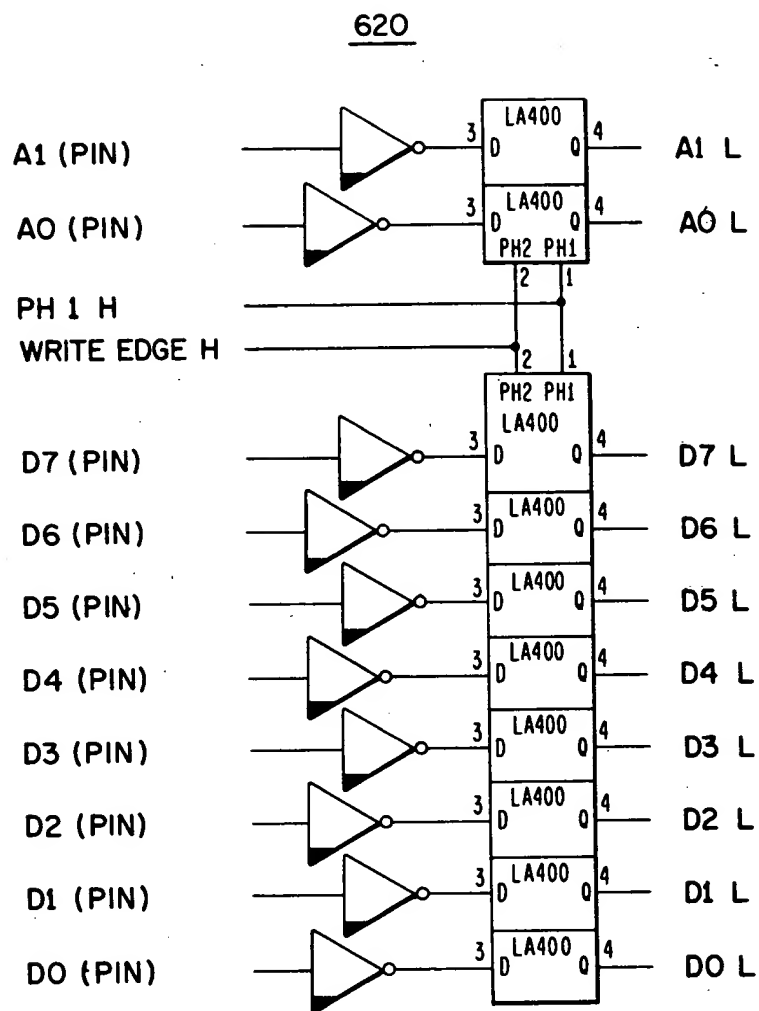 620
LA400
A1 (PIN) 3 D Q 4 A1 L
LA400
A0 (PIN) 3 D Q 4 A0 L
PH2 PH1
2 1
PH 1 H
WRITE EDGE H
2 1
PH2 PH1
LA400
D7 (PIN) 3 D Q 4 D7 L
LA400
D6 (PIN) 3 D Q 4 D6 L
LA400
D5 (PIN) 3 D Q 4 D5 L
LA400
D4 (PIN) 3 D Q 4 D4 L
LA400
D3 (PIN) 3 D Q 4 D3 L
LA400
D2 (PIN) 3 D Q 4 D2 L
LA400
D1 (PIN) 3 D Q 4 D1 L
LA400
D0 (PIN) 3 D Q 4 D0 L